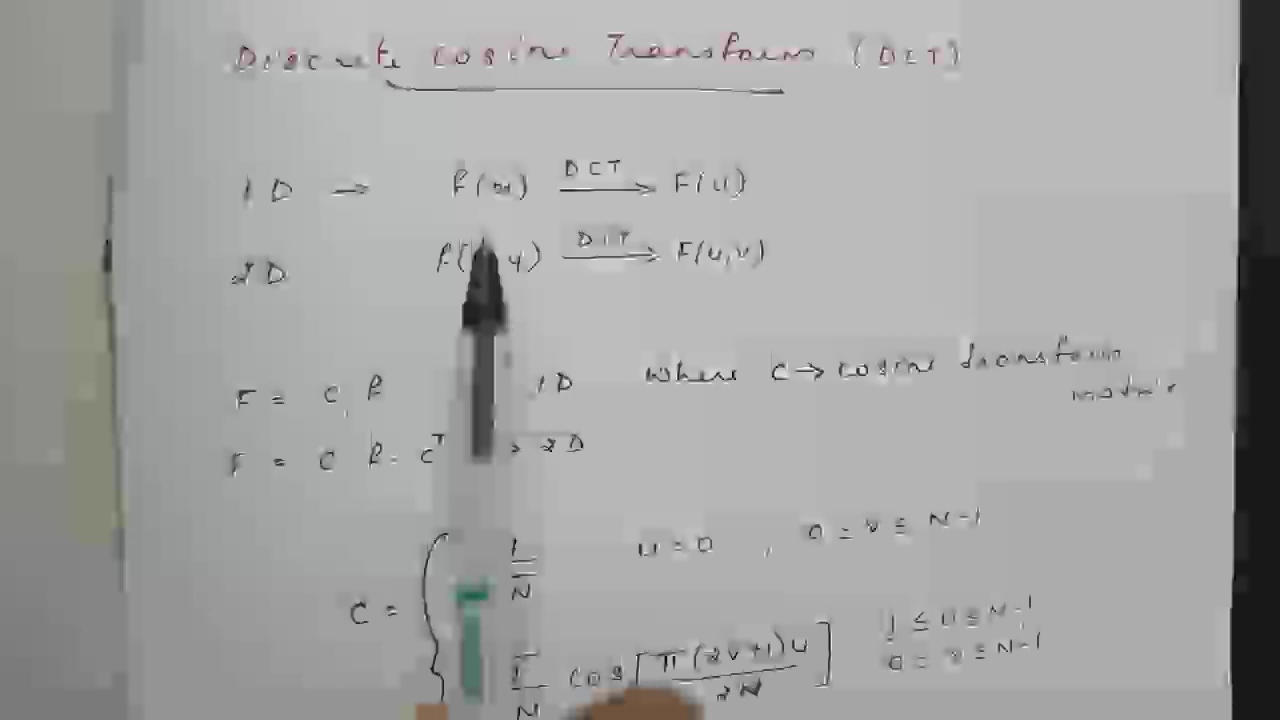 Discrete Cosine Transform (DCT)
1D → f(x) DCT → F(u)
2D f( y) DCT → F(u,v)
F = C f 1D where C → cosine transform
matrix
F = C f C^T → 2D
C = { 1/N u = 0 , 0 ≤ v ≤ N-1
/N cos [π(2v+1)u / 2N] 1 ≤ u ≤ N-1
0 ≤ v ≤ N-1